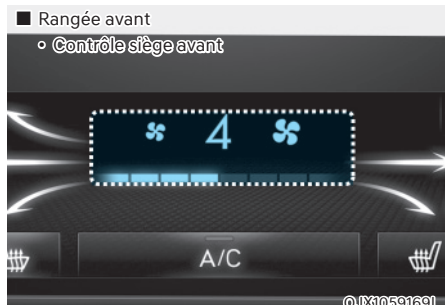 ■ Rangée avant
• Contrôle siège avant
4
A/C
OJX1059169L